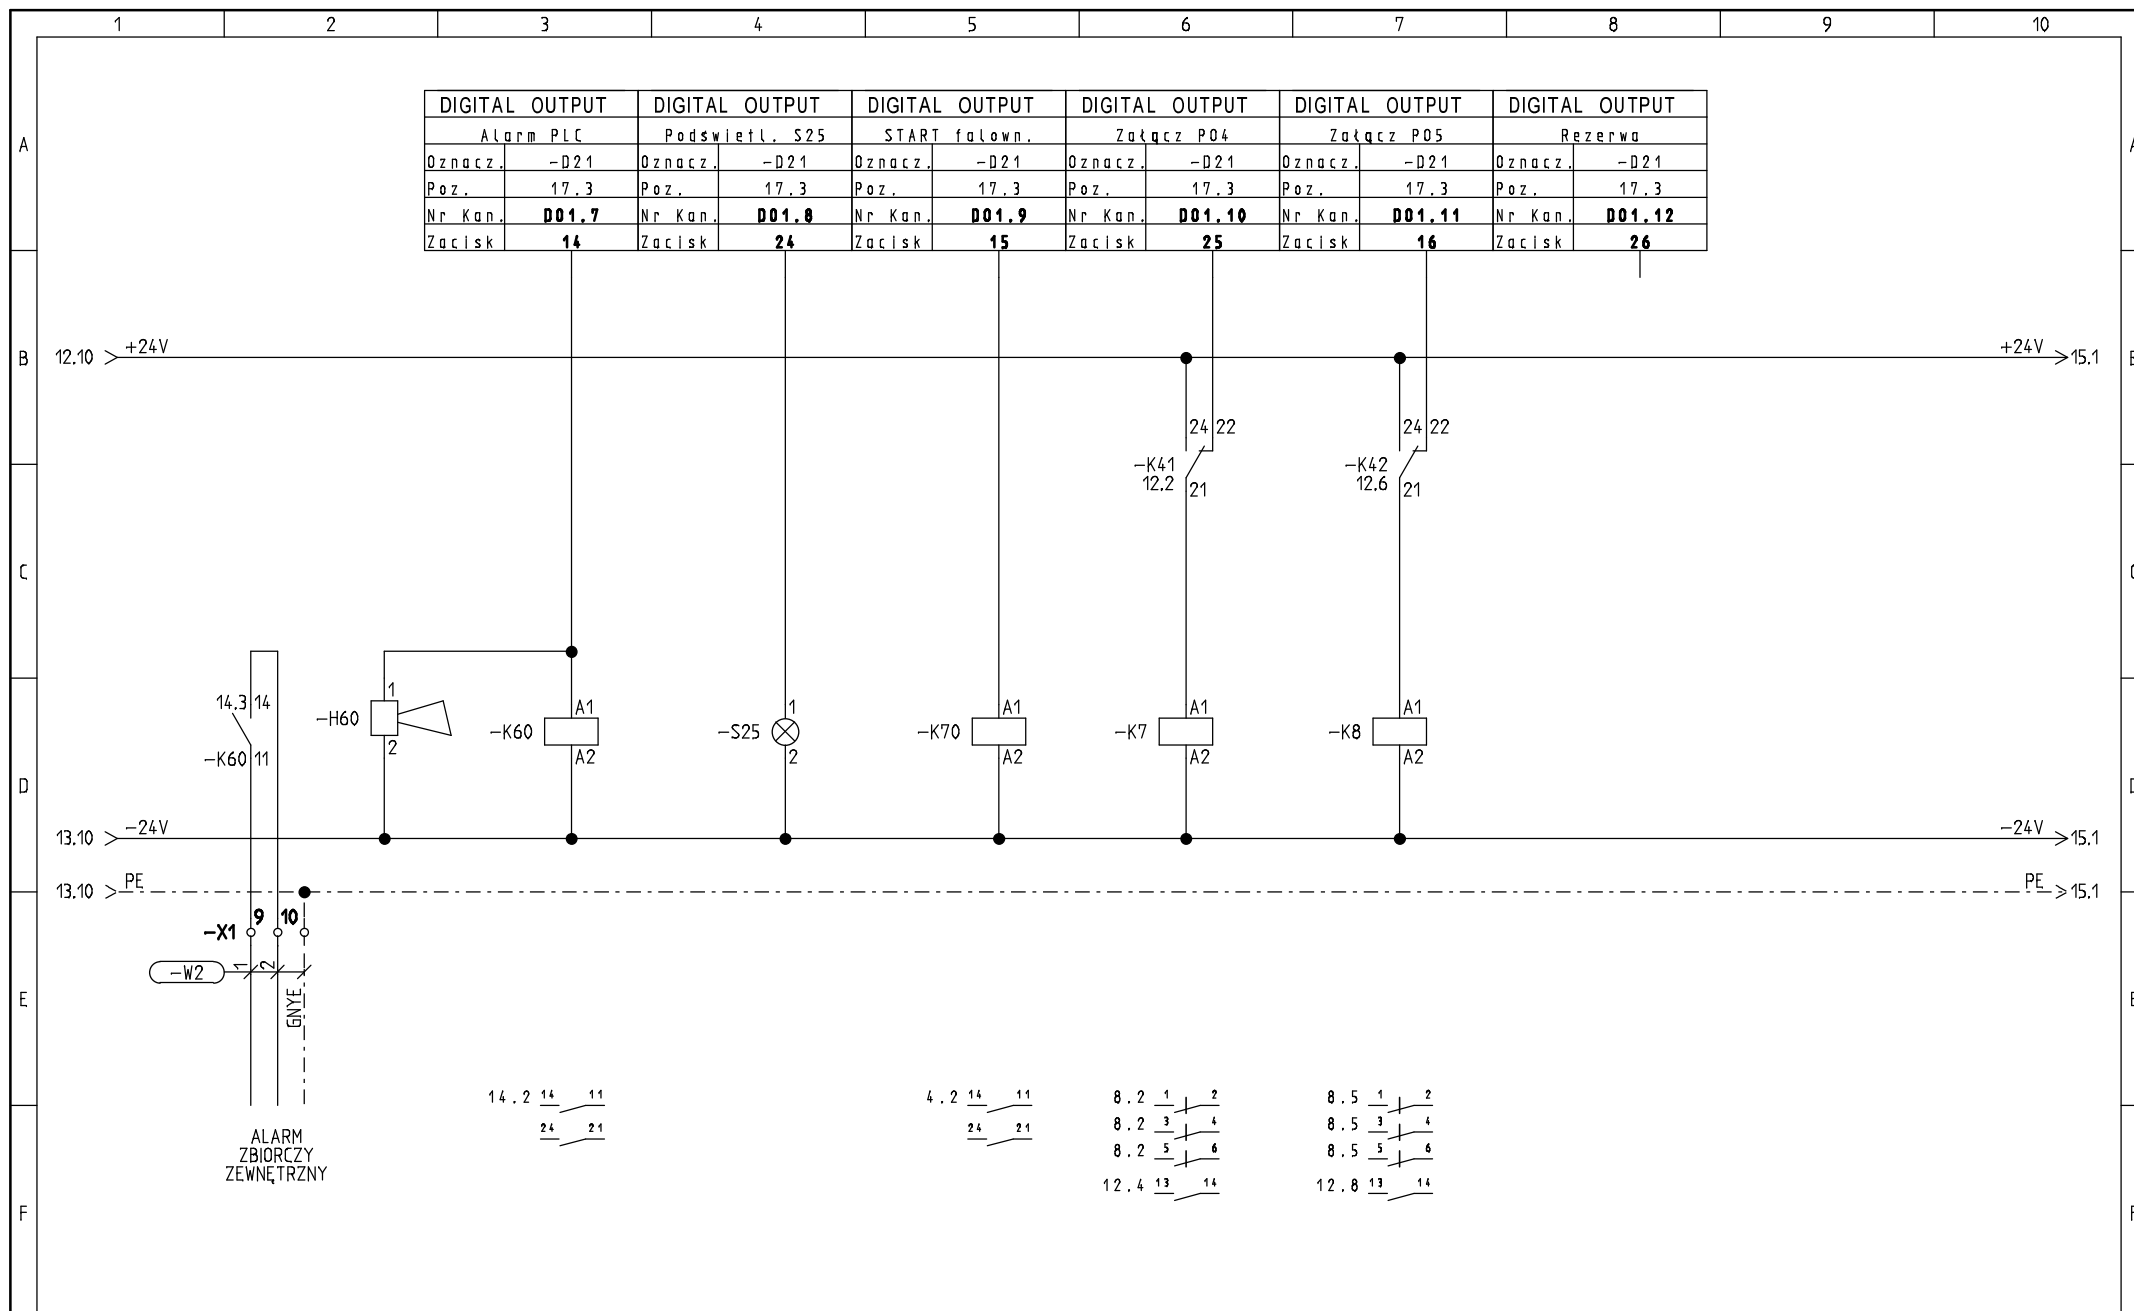 1 2 3 4 5 6 7 8 9 10
DIGITAL OUTPUT DIGITAL OUTPUT DIGITAL OUTPUT DIGITAL OUTPUT DIGITAL OUTPUT DIGITAL OUTPUT
A Alarm PLC Podświetl. S25 START falown. Załącz PO4 Załącz PO5 Rezerwa A
Oznacz. -D21 Oznacz. -D21 Oznacz. -D21 Oznacz. -D21 Oznacz. -D21 Oznacz. -D21
Poz. 17.3 Poz. 17.3 Poz. 17.3 Poz. 17.3 Poz. 17.3 Poz. 17.3
Nr Kan. DO1.7 Nr Kan. DO1.8 Nr Kan. DO1.9 Nr Kan. DO1.10 Nr Kan. DO1.11 Nr Kan. DO1.12
Zacisk 14 Zacisk 24 Zacisk 15 Zacisk 25 Zacisk 16 Zacisk 26
B 12.10 +24V +24V 15.1
24 22 24 22
-K41 -K42
12.2 21 12.6 21
C
14.3 14 1 A1 1 A1 A1 A1
-H60 -K60 -S25 -K70 -K7 -K8
-K60 11 2 A2 2 A2 A2 A2
D
13.10 -24V -24V 15.1
13.10 PE PE 15.1
-X1 9 10
-W2 1 2
GNYE
E
14.2 14 11 4.2 14 11 8.2 1 2 8.5 1 2
8.2 3 4 8.5 3 4
24 21 24 21
8.2 5 6 8.5 5 6
12.4 13 14 12.8 13 14
ALARM
ZBIORCZY
ZEWNĘTRZNY
F